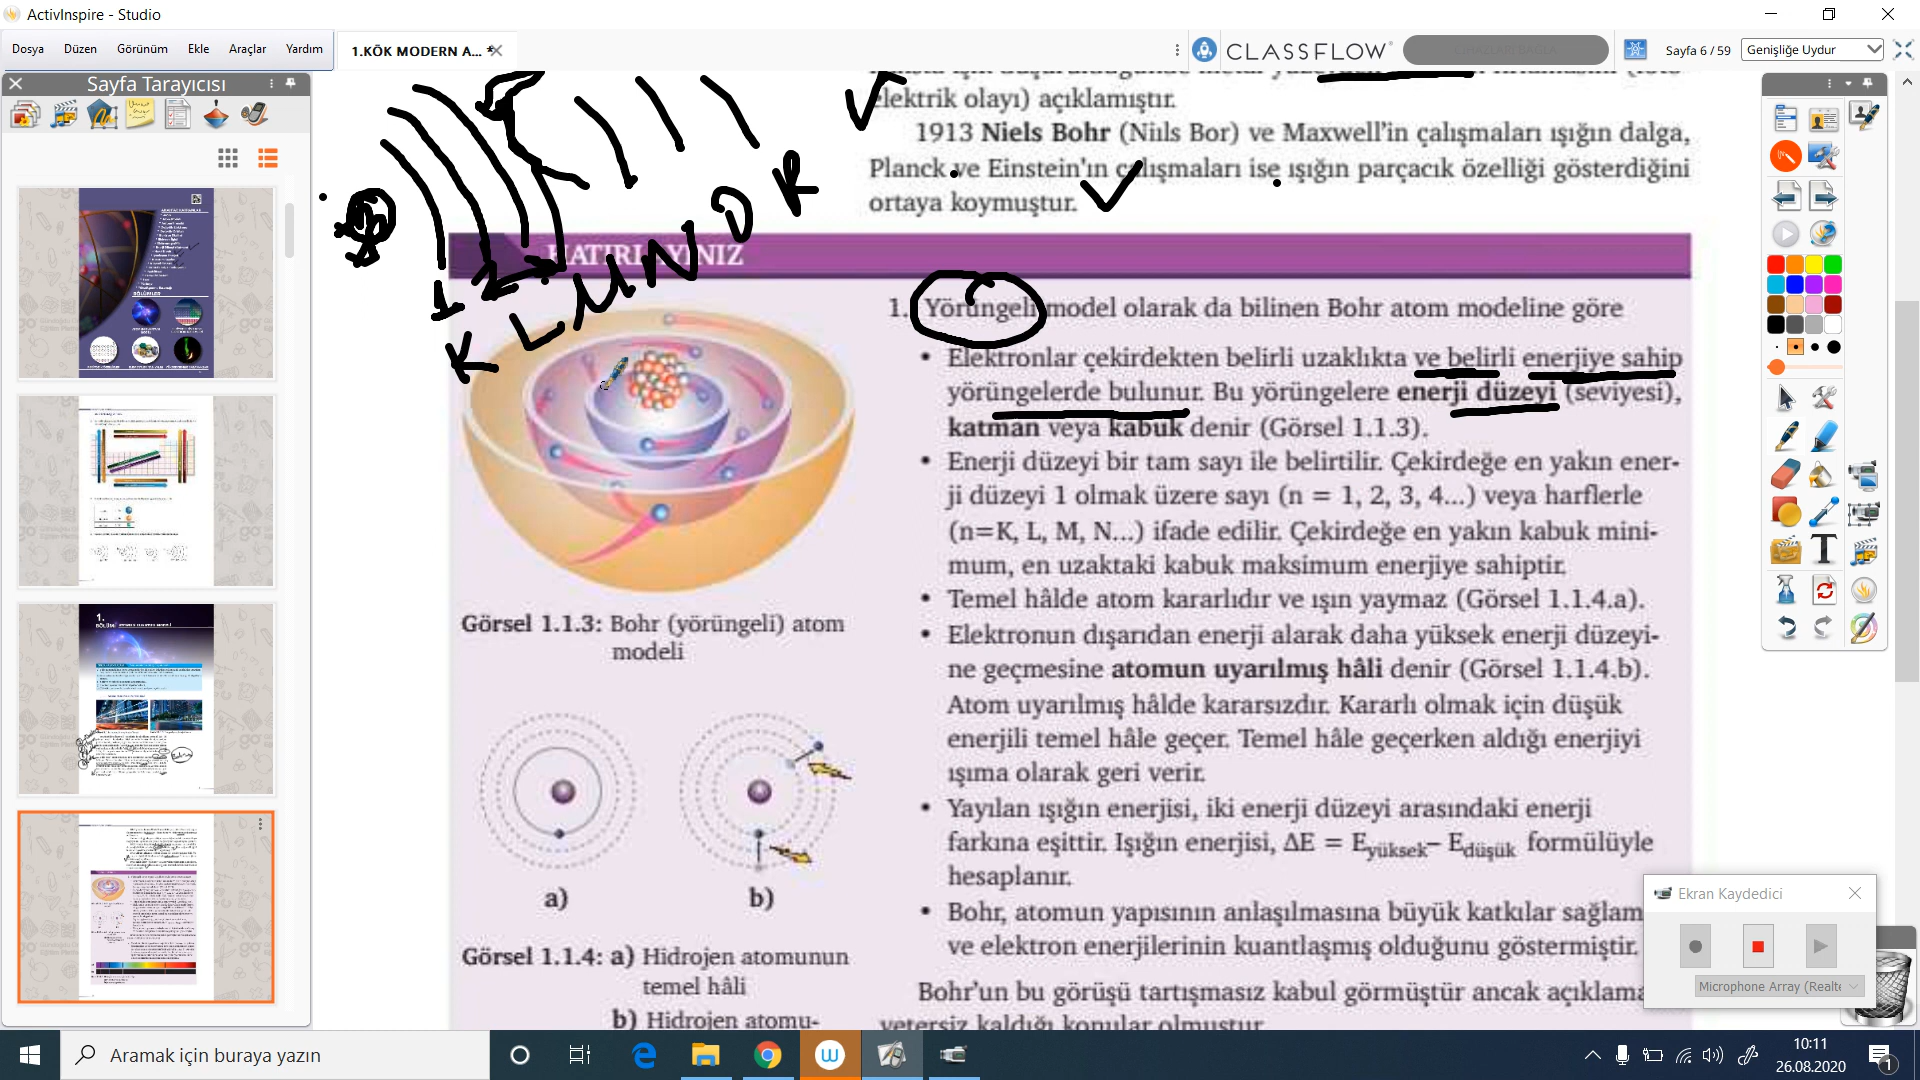 ActivInspire - Studio
Dosya Düzen Görünüm Ekle Araçlar Yardım
1.KÖK MODERN A... *
CLASSFLOW
Sayfa 6 / 59
Genişliğe Uydur
Sayfa Tarayıcısı
elektrik olayı) açıklamıştır.
1913 Niels Bohr (Niıls Bor) ve Maxwell'in çalışmaları ışığın dalga,
Planck ve Einstein'ın çalışmaları ise ışığın parçacık özelliği gösterdiğini
ortaya koymuştur.
1 2
K L M N O R
1. Yörüngeli model olarak da bilinen Bohr atom modeline göre
• Elektronlar çekirdekten belirli uzaklıkta ve belirli enerjiye sahip
yörüngelerde bulunur. Bu yörüngelere enerji düzeyi (seviyesi),
katman veya kabuk denir (Görsel 1.1.3).
• Enerji düzeyi bir tam sayı ile belirtilir. Çekirdeğe en yakın ener-
ji düzeyi 1 olmak üzere sayı (n = 1, 2, 3, 4...) veya harflerle
(n=K, L, M, N...) ifade edilir. Çekirdeğe en yakın kabuk mini-
mum, en uzaktaki kabuk maksimum enerjiye sahiptir.
• Temel hâlde atom kararlıdır ve ışın yaymaz (Görsel 1.1.4.a).
• Elektronun dışarıdan enerji alarak daha yüksek enerji düzeyi-
ne geçmesine atomun uyarılmış hâli denir (Görsel 1.1.4.b).
Atom uyarılmış hâlde kararsızdır. Kararlı olmak için düşük
enerjili temel hâle geçer. Temel hâle geçerken aldığı enerjiyi
ışıma olarak geri verir.
• Yayılan ışığın enerjisi, iki enerji düzeyi arasındaki enerji
farkına eşittir. Işığın enerjisi, ΔE = Eyüksek– Edüşük formülüyle
hesaplanır.
• Bohr, atomun yapısının anlaşılmasına büyük katkılar sağlam
ve elektron enerjilerinin kuantlaşmış olduğunu göstermiştir.
Bohr'un bu görüşü tartışmasız kabul görmüştür ancak açıklama
yetersiz kaldığı konular olmuştur.
Görsel 1.1.3: Bohr (yörüngeli) atom
modeli
a) b)
Görsel 1.1.4: a) Hidrojen atomunun
temel hâli
b) Hidrojen atomu-
Ekran Kaydedici
Microphone Array (Realte
Aramak için buraya yazın
10:11
26.08.2020
1